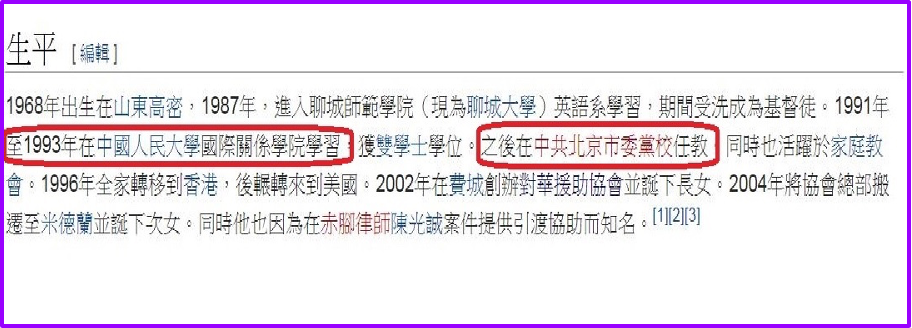 生平 [ 編輯 ]
1968年出生在山東高密，1987年，進入聊城師範學院（現為聊城大學）英語系學習，期間受洗成為基督徒。1991年
至1993年在中國人民大學國際關係學院學習，獲雙學士學位。之後在中共北京市委黨校任教，同時也活躍於家庭教
會。1996年全家轉移到香港，後輾轉來到美國。2002年在費城創辦對華援助協會並誕下長女。2004年將協會總部搬
遷至米德蘭並誕下次女。同時他也因為在赤腳律師陳光誠案件提供引渡協助而知名。[1][2][3]